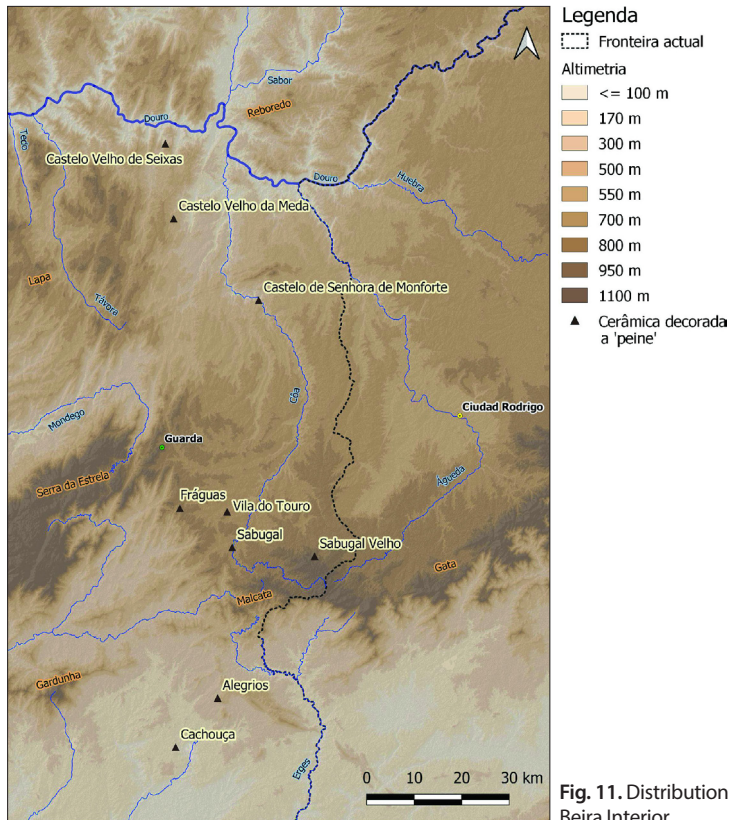 Sabor
Reboredo
Douro
Tedo
Castelo Velho de Seixas
Douro
Huebra
Castelo Velho da Meda
Lapa
Távora
Castelo de Senhora de Monforte
Côa
Mondego
Ciudad Rodrigo
Guarda
Serra da Estrela
Águeda
Fráguas
Vila do Touro
Sabugal
Sabugal Velho
Gata
Malcata
Gardunha
Alegrios
Cachouça
Erges
0 10 20 30 km
Legenda
Fronteira actual
Altimetria
<= 100 m
170 m
300 m
500 m
550 m
700 m
800 m
950 m
1100 m
Cerâmica decorada
a 'peine'
Fig. 11. Distribution
Beira Interior